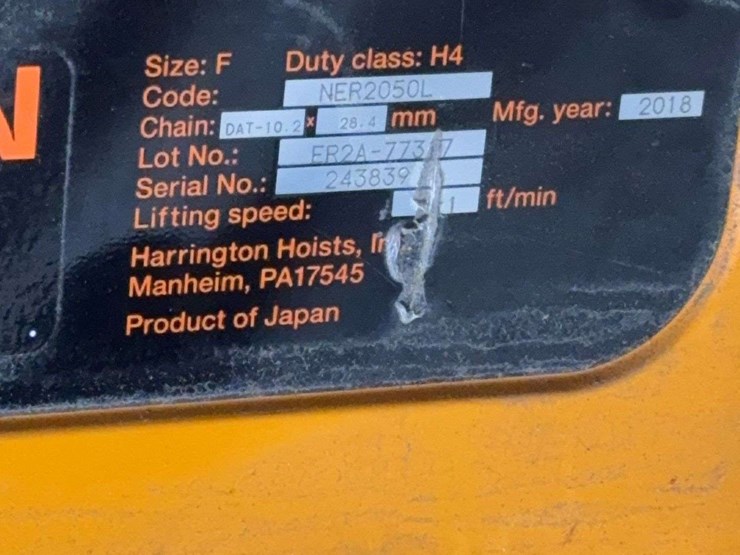 N
Size: F Duty class: H4
Code: NER2050L
Chain: DAT-10.2 x 28.4 mm Mfg. year: 2018
Lot No.:
Serial No.: 243839
Lifting speed: ft/min
Harrington Hoists,
Manheim, PA17545
Product of Japan